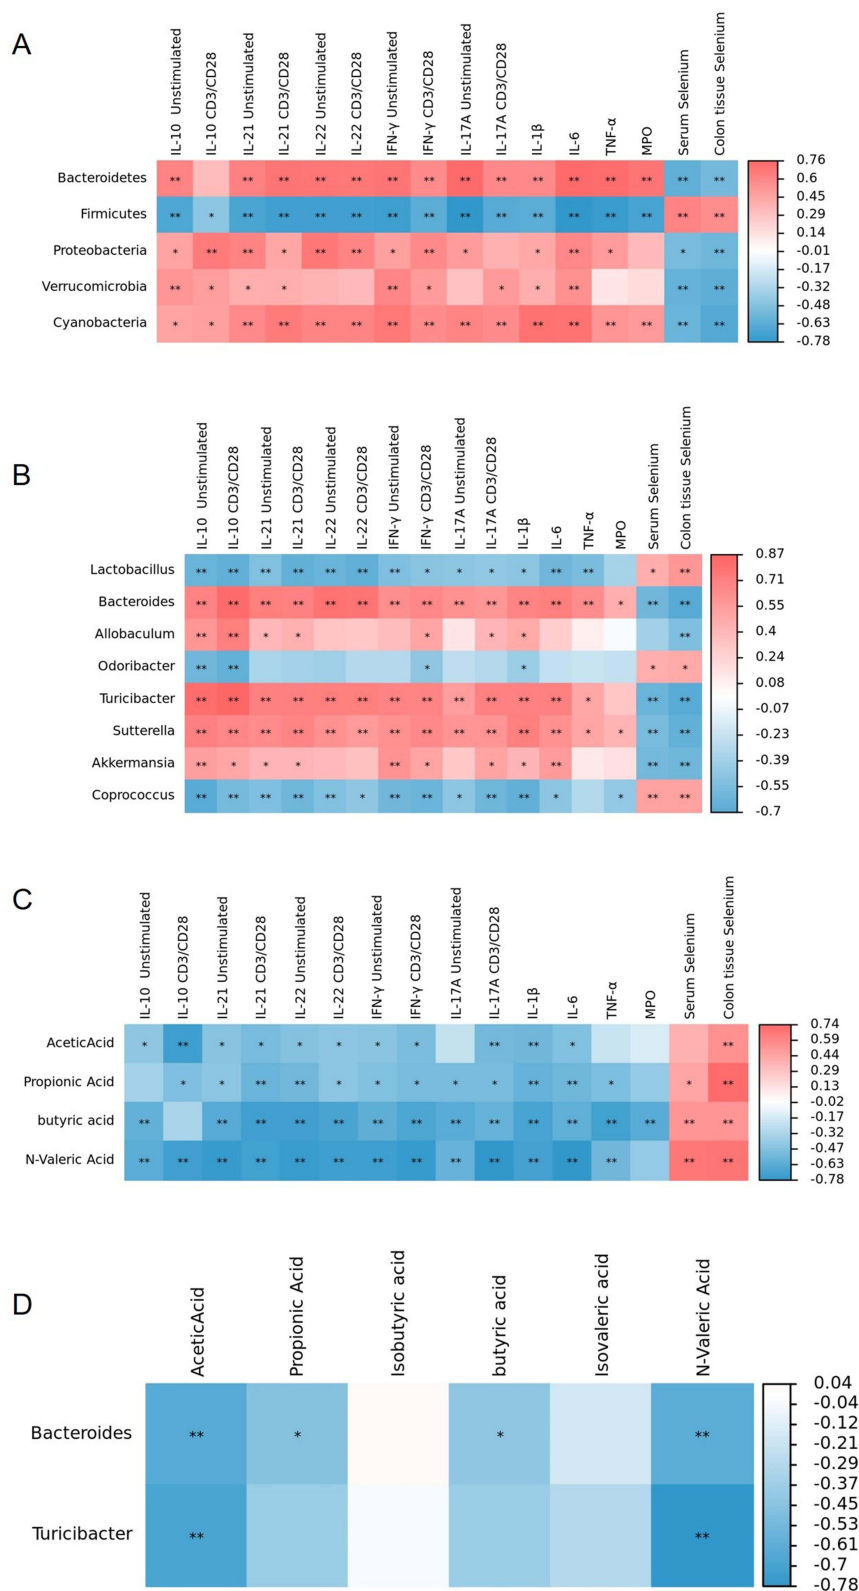 A
IL-10 Unstimulated
IL-10 CD3/CD28
IL-21 Unstimulated
IL-21 CD3/CD28
IL-22 Unstimulated
IL-22 CD3/CD28
IFN-γ Unstimulated
IFN-γ CD3/CD28
IL-17A Unstimulated
IL-17A CD3/CD28
IL-1β
IL-6
TNF-α
MPO
Serum Selenium
Colon tissue Selenium
Bacteroidetes ** ** ** ** ** ** ** ** ** ** ** ** ** ** **
Firmicutes ** * ** ** ** ** ** ** ** ** ** ** ** ** ** **
Proteobacteria * ** ** * ** ** * ** * * ** * * **
Verrucomicrobia ** * * * ** * * * ** ** **
Cyanobacteria * * ** ** ** ** ** ** ** ** ** ** ** ** ** **
0.76
0.6
0.45
0.29
0.14
-0.01
-0.17
-0.32
-0.48
-0.63
-0.78
B
IL-10 Unstimulated
IL-10 CD3/CD28
IL-21 Unstimulated
IL-21 CD3/CD28
IL-22 Unstimulated
IL-22 CD3/CD28
IFN-γ Unstimulated
IFN-γ CD3/CD28
IL-17A Unstimulated
IL-17A CD3/CD28
IL-1β
IL-6
TNF-α
MPO
Serum Selenium
Colon tissue Selenium
Lactobacillus ** ** ** ** ** ** ** * * * * ** ** * **
Bacteroides ** ** ** ** ** ** ** ** ** ** ** ** ** * ** **
Allobaculum ** ** * * * * * **
Odoribacter ** ** * * * *
Turicibacter ** ** ** ** ** ** ** ** ** ** ** ** * ** **
Sutterella ** ** ** ** ** ** ** ** ** ** ** ** * * ** **
Akkermansia ** * * * ** * * * ** ** **
Coprococcus ** ** ** ** ** * ** ** * ** ** * * ** **
0.87
0.71
0.55
0.4
0.24
0.08
-0.07
-0.23
-0.39
-0.55
-0.7
C
IL-10 Unstimulated
IL-10 CD3/CD28
IL-21 Unstimulated
IL-21 CD3/CD28
IL-22 Unstimulated
IL-22 CD3/CD28
IFN-γ Unstimulated
IFN-γ CD3/CD28
IL-17A Unstimulated
IL-17A CD3/CD28
IL-1β
IL-6
TNF-α
MPO
Serum Selenium
Colon tissue Selenium
AceticAcid * ** * * * * * * ** ** * **
Propionic Acid * * ** ** * * * * * ** ** * * **
butyric acid ** ** ** ** ** ** ** ** ** ** ** ** ** ** **
N-Valeric Acid ** ** ** ** ** ** ** ** ** ** ** ** ** ** **
0.74
0.59
0.44
0.29
0.13
-0.02
-0.17
-0.32
-0.47
-0.63
-0.78
D
AceticAcid
Propionic Acid
Isobutyric acid
butyric acid
Isovaleric acid
N-Valeric Acid
Bacteroides ** * * **
Turicibacter ** **
0.04
-0.04
-0.12
-0.21
-0.29
-0.37
-0.45
-0.53
-0.61
-0.7
-0.78